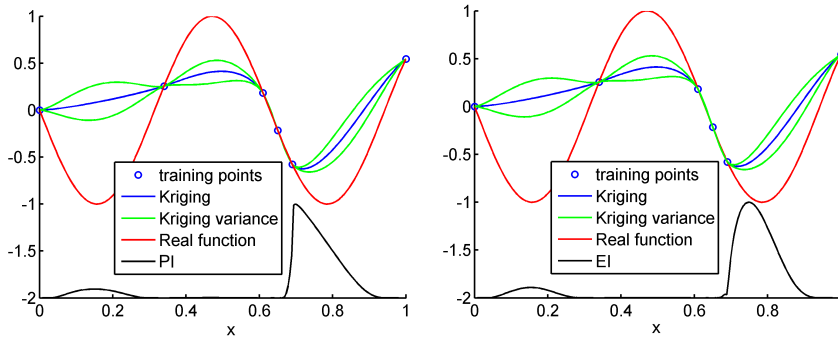 1
0.5
0
-0.5
-1
-1.5
-2
0
0.2
0.4
0.6
0.8
1
x
training points
Kriging
Kriging variance
Real function
PI
1
0.5
0
-0.5
-1
-1.5
-2
0
0.2
0.4
0.6
0.8
x
training points
Kriging
Kriging variance
Real function
EI